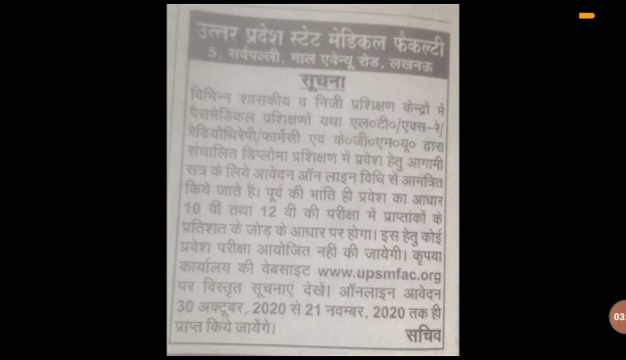 उत्तर प्रदेश स्टेट मेडिकल फैकल्टी
5, सर्वपल्ली, माल एवेन्यू रोड, लखनऊ
सूचना
विभिन्न शासकीय व निजी प्रशिक्षण केन्द्रों में
पैरामेडिकल प्रशिक्षणों यथा एल०टी०/एक्स-रे/
रेडियोथिरेपी/फार्मेसी एवं के०जी०एम०यू० द्वारा
संचालित डिप्लोमा प्रशिक्षण में प्रवेश हेतु आगामी
सत्र के लिये आवेदन ऑन लाइन विधि से आमंत्रित
किये जाते हैं। पूर्व की भाति ही प्रवेश का आधार
10 वीं तथा 12 वीं की परीक्षा में प्राप्तांकों के
प्रतिशत के जोड़ के आधार पर होगा। इस हेतु कोई
प्रवेश परीक्षा आयोजित नही की जायेगी। कृपया
कार्यालय की वेबसाइट www.upsmfac.org
पर विस्तृत सूचनाएं देखे। ऑनलाइन आवेदन
30 अक्टूबर, 2020 से 21 नवम्बर, 2020 तक ही
प्राप्त किये जायेंगे।
सचिव
03: